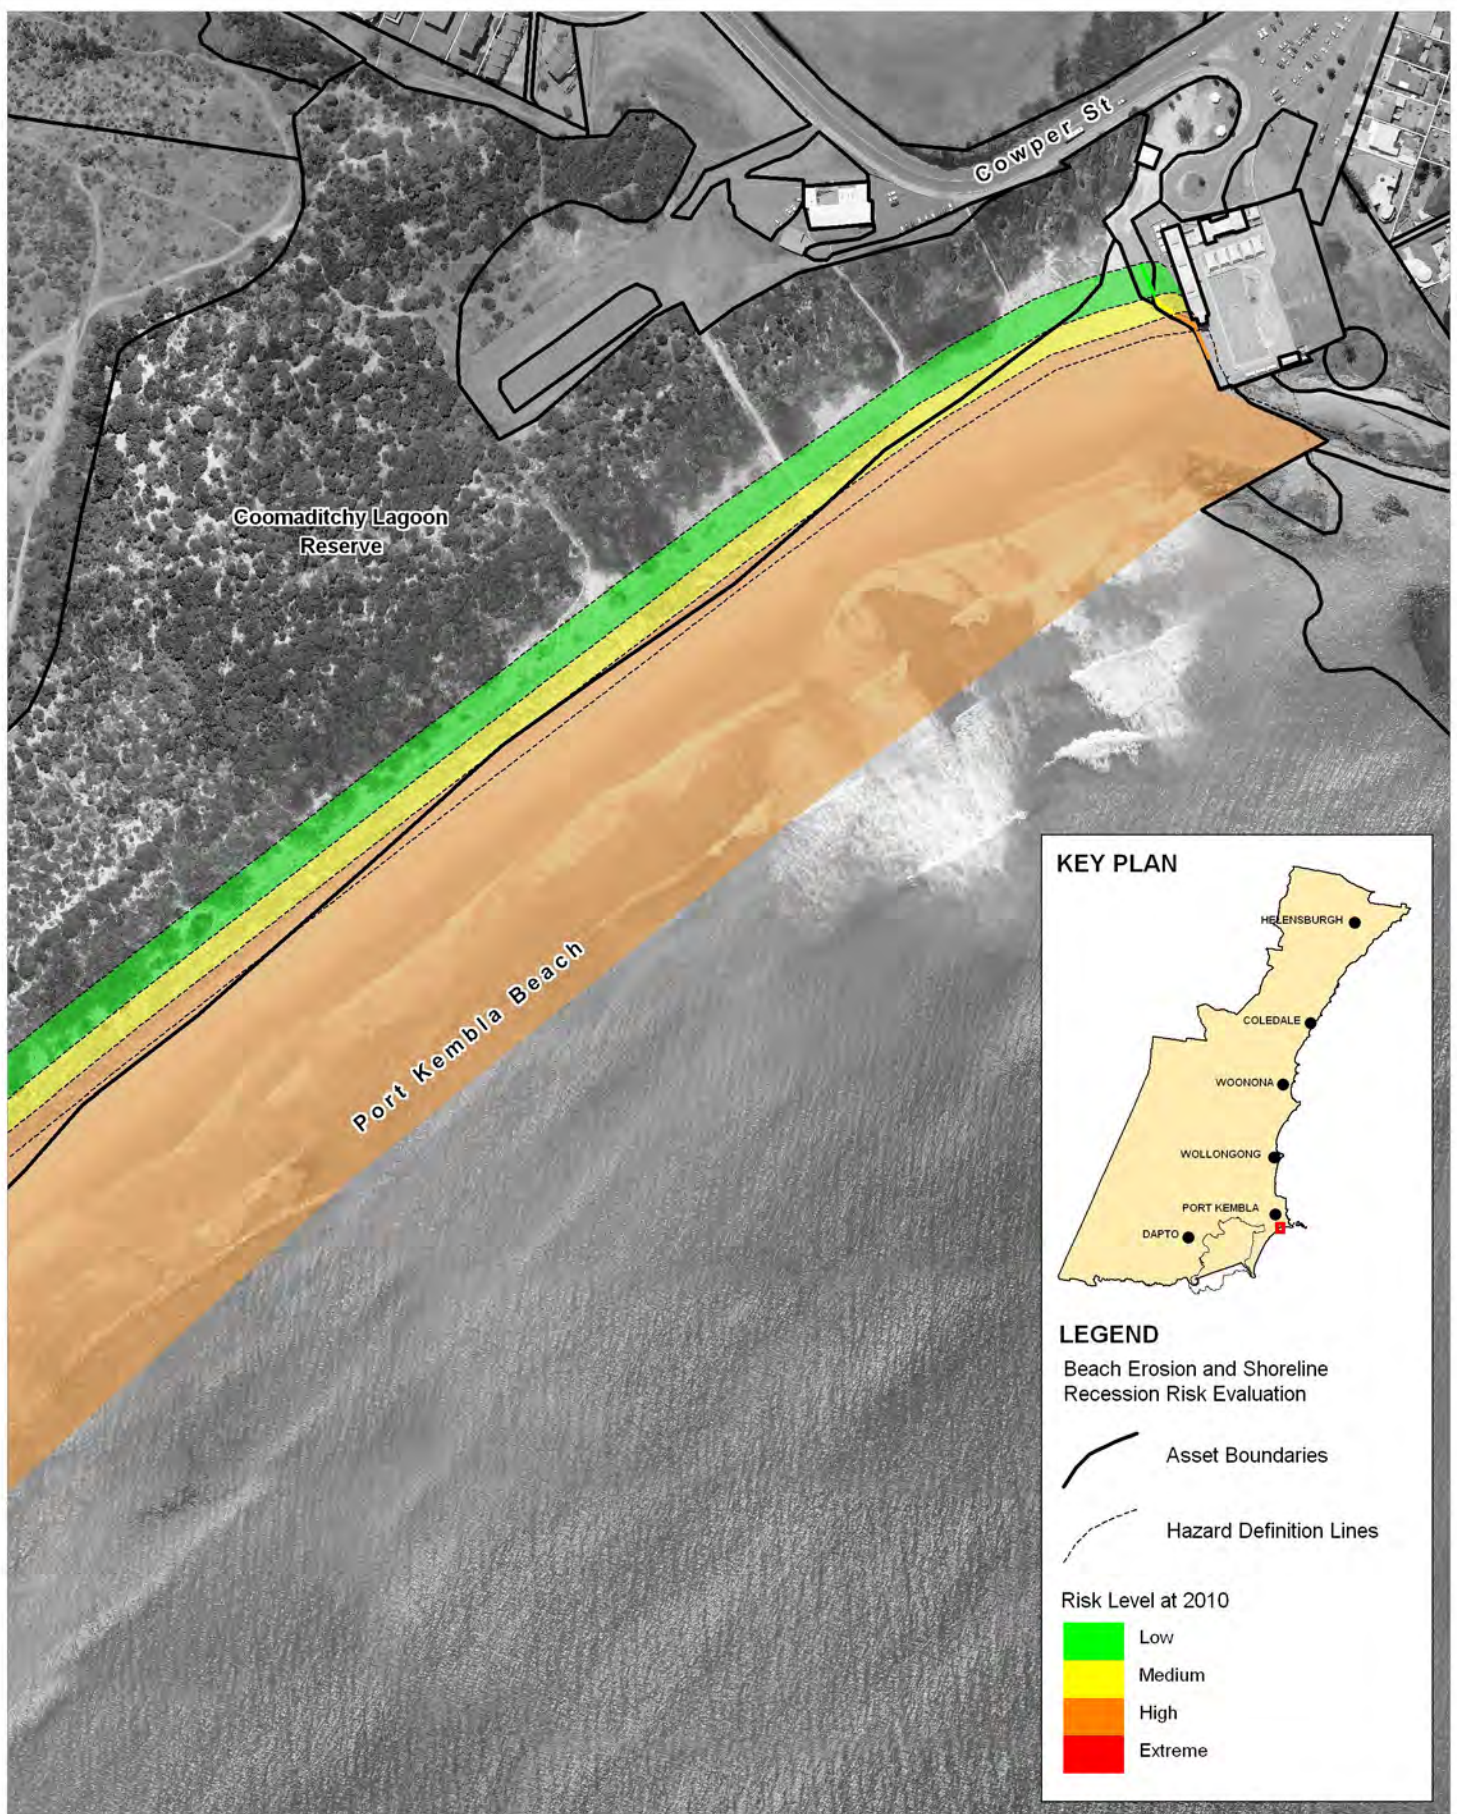 Cowper St
Coomaditchy Lagoon
Reserve
Port Kembla Beach
KEY PLAN
HELENSBURGH
COLEDALE
WOONONA
WOLLONGONG
PORT KEMBLA
DAPTO
LEGEND
Beach Erosion and Shoreline
Recession Risk Evaluation
Asset Boundaries
Hazard Definition Lines
Risk Level at 2010
Low
Medium
High
Extreme